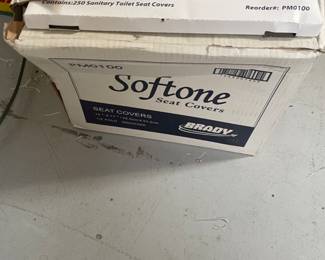 Contains:250 Sanitary Toilet Seat Covers
Reorder#: PM0100
PM0100
Softone
Seat Covers
SEAT COVERS
BRADY